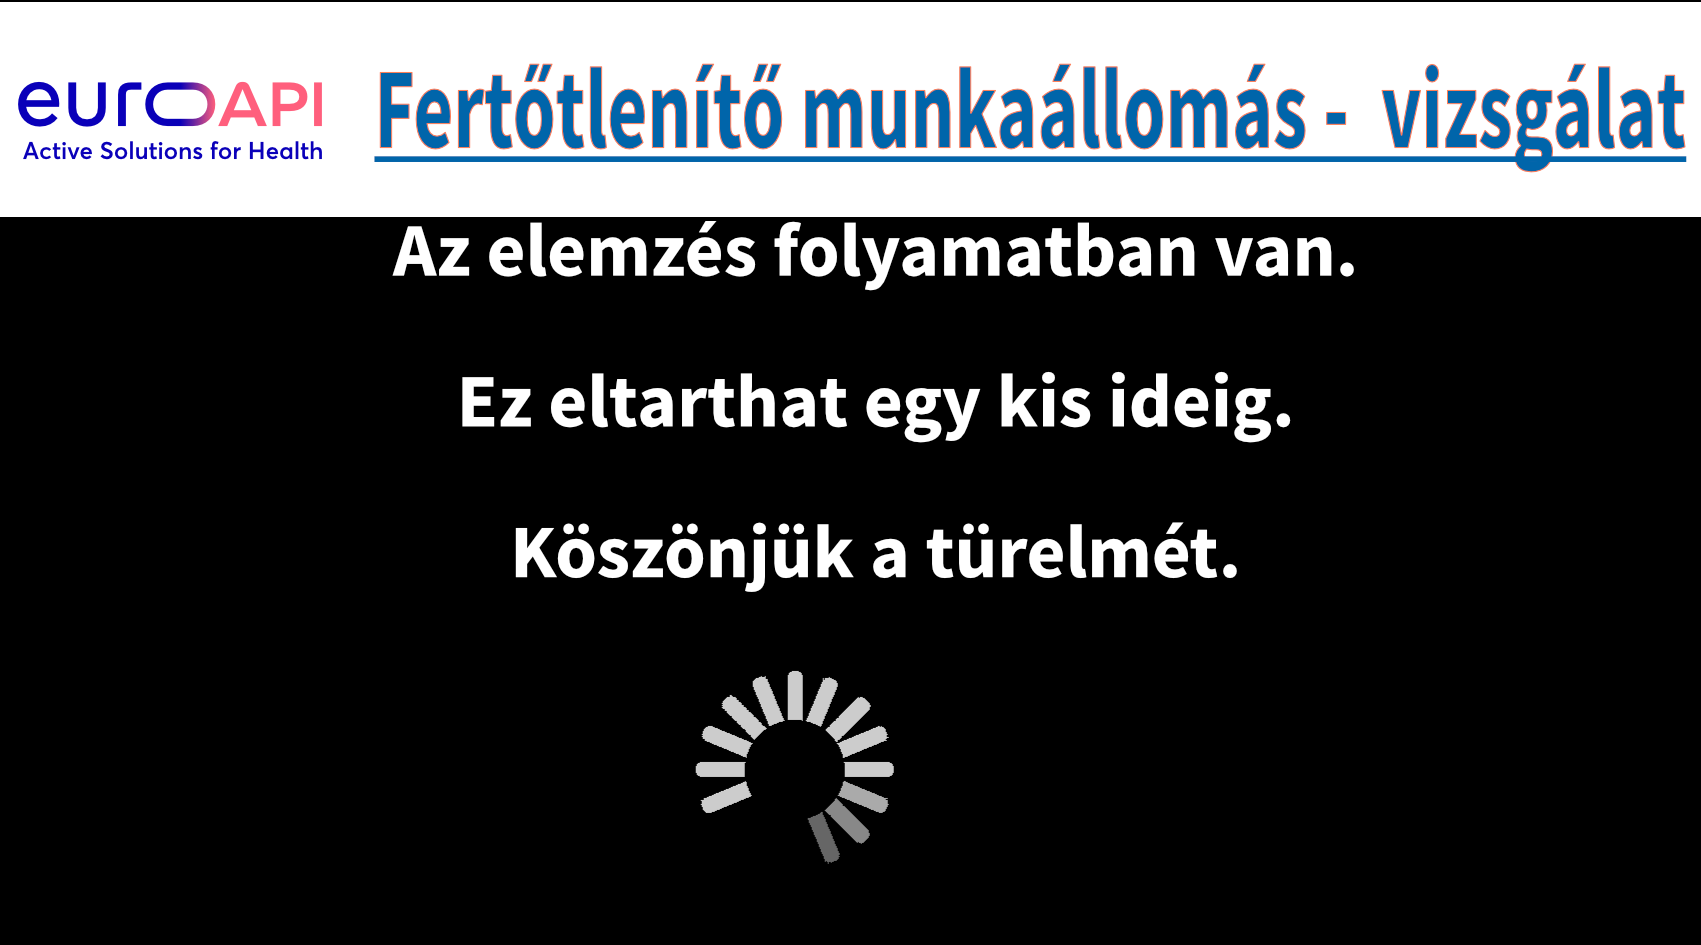 euroAPI
Active Solutions for Health
Fertőtlenítő munkaállomás -  vizsgálat
Az elemzés folyamatban van.
Ez eltarthat egy kis ideig.
Köszönjük a türelmét.